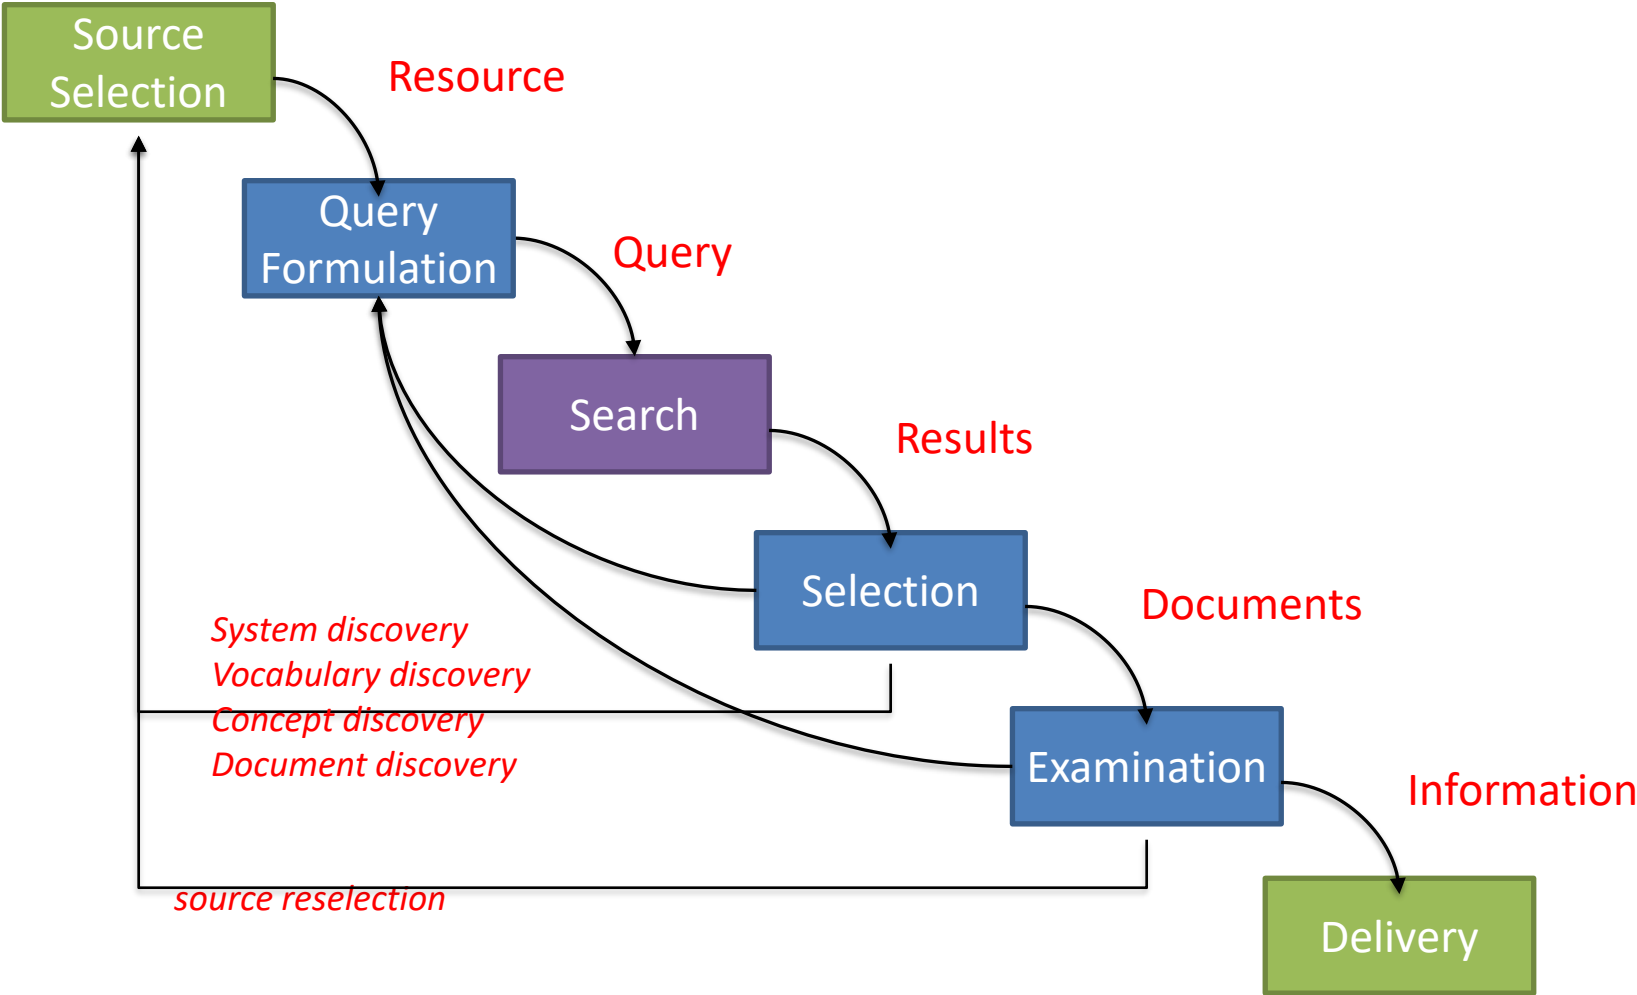 Source
Selection
Resource
Query
Formulation
Query
Search
Results
Selection
Documents
System discovery
Vocabulary discovery
Concept discovery
Document discovery
Examination
Information
source reselection
Delivery